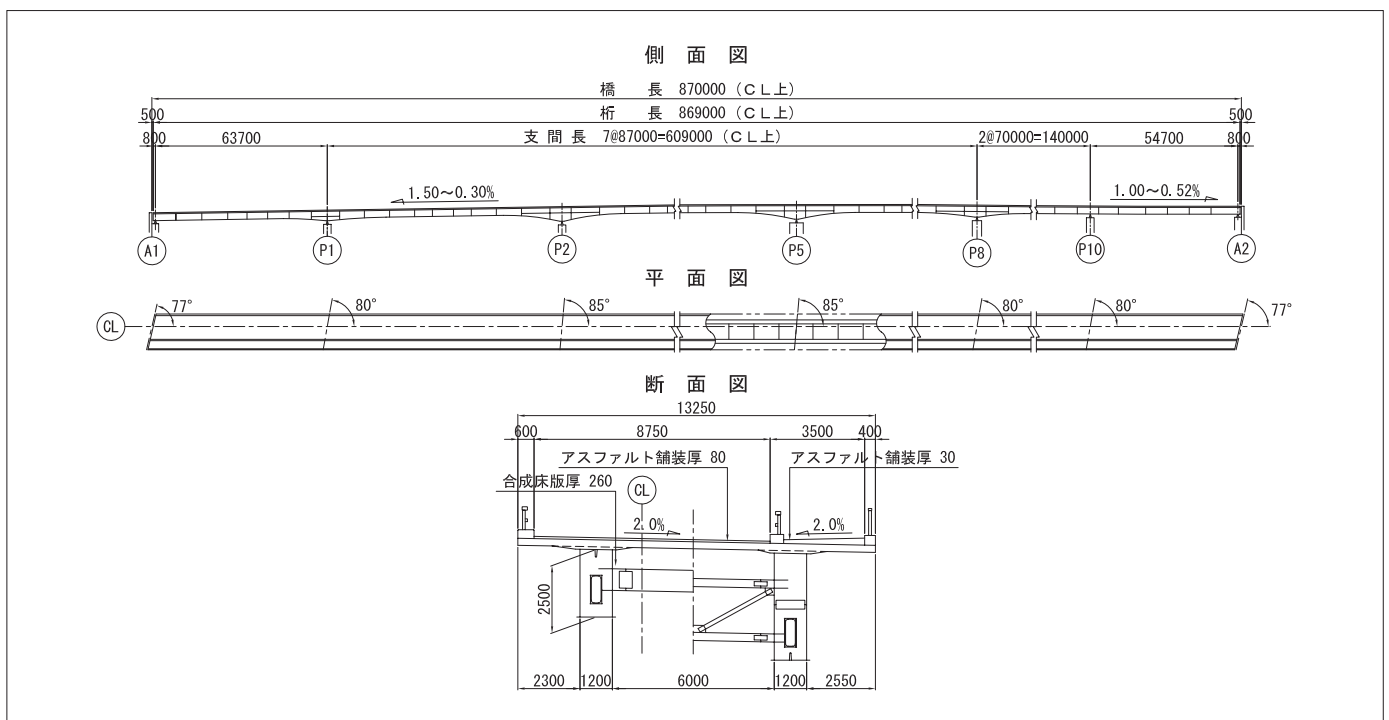 側面図
橋 長 870000 (CL上)
500 桁 長 869000 (CL上) 500
800 63700 支間長 7@87000=609000 (CL上) 2@70000=140000 54700 800
1.50~0.30% 1.00~0.52%
A1 P1 P2 P5 P8 P10 A2
平面図
77° 80° 85° 85° 80° 80° 77°
CL
断面図
13250
600 8750 3500 400
アスファルト舗装厚 80 アスファルト舗装厚 30
合成床版厚 260 CL
2.0% 2.0%
2500
2300 1200 6000 1200 2550